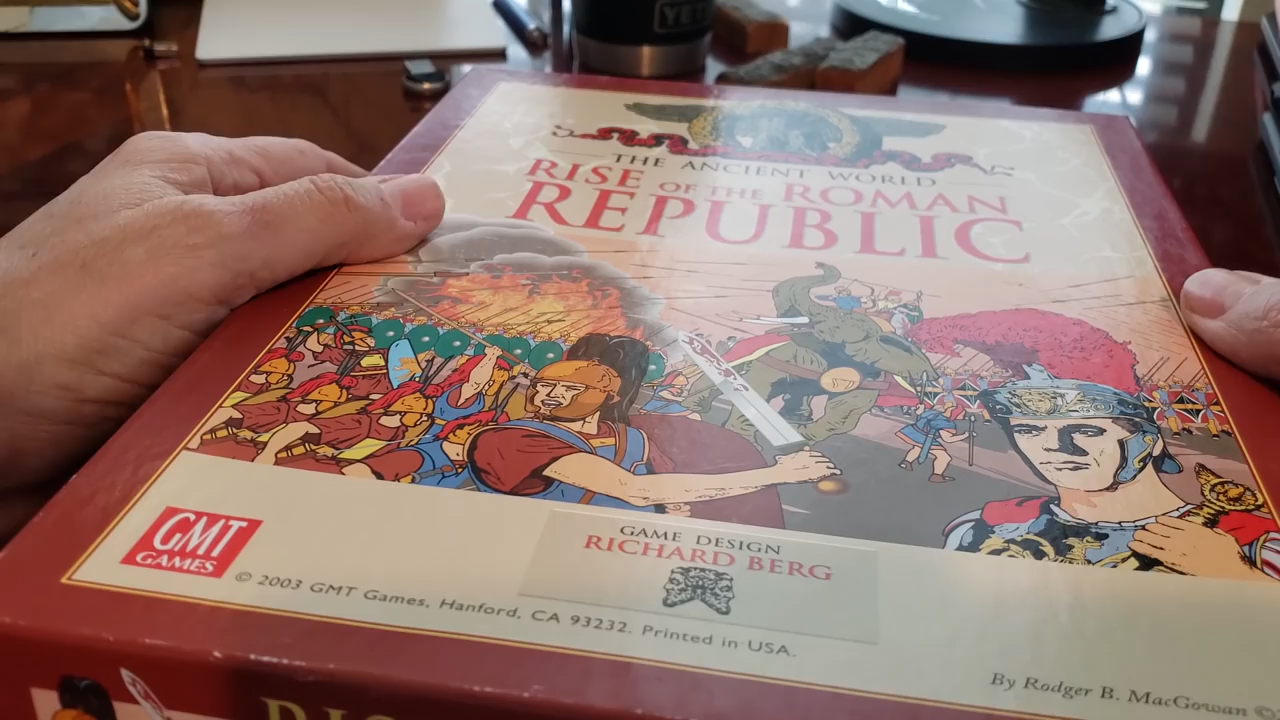 YETI
THE ANCIENT WORLD
RISE OF THE ROMAN
REPUBLIC
GMT
GAMES
GAME DESIGN
RICHARD BERG
© 2003 GMT Games, Hanford, CA 93232. Printed in USA.
By Rodger B. MacGowan ©